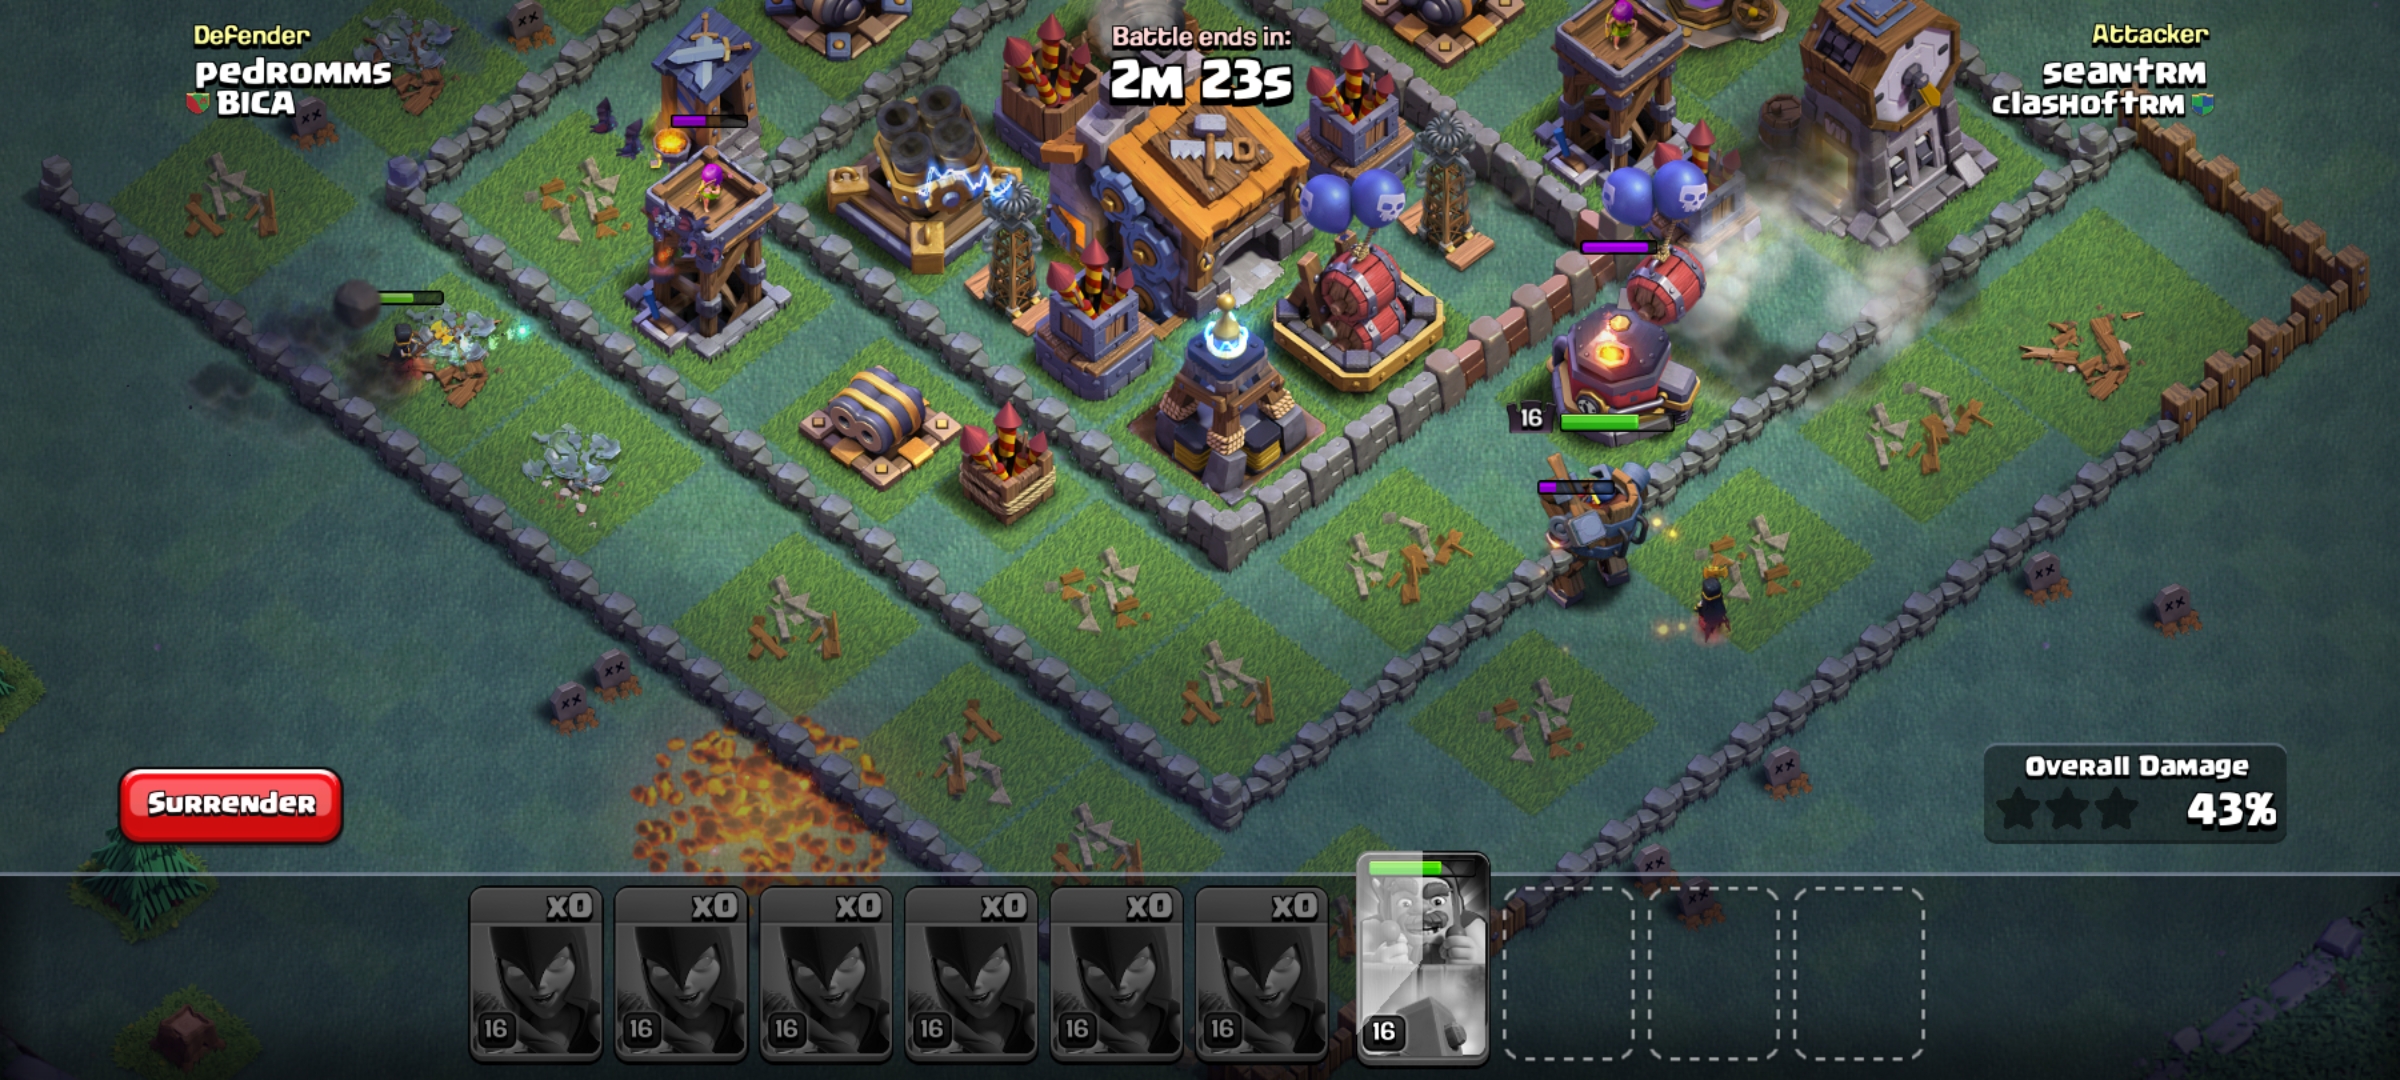 Defender
pedromms
BICA
Battle ends in:
2M 23s
Attacker
seantrm
clashoftrm
16
Surrender
Overall Damage
43%
x0
x0
x0
x0
x0
x0
16
16
16
16
16
16
16